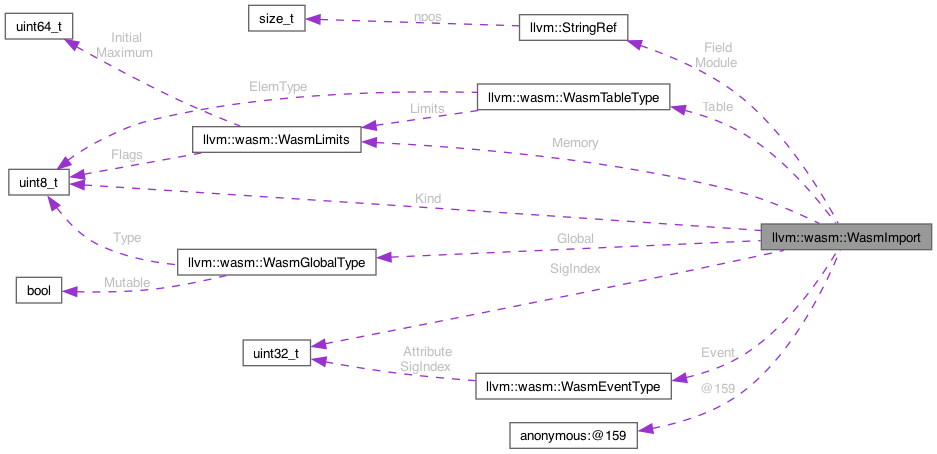 size_t
npos
llvm::StringRef
uint64_t
Initial
Maximum
Field
Module
ElemType
llvm::wasm::WasmTableType
Table
Limits
llvm::wasm::WasmLimits
Memory
Flags
uint8_t
Kind
llvm::wasm::WasmImport
Type
Global
llvm::wasm::WasmGlobalType
SigIndex
bool
Mutable
uint32_t
Attribute
SigIndex
Event
llvm::wasm::WasmEventType
@159
anonymous:@159